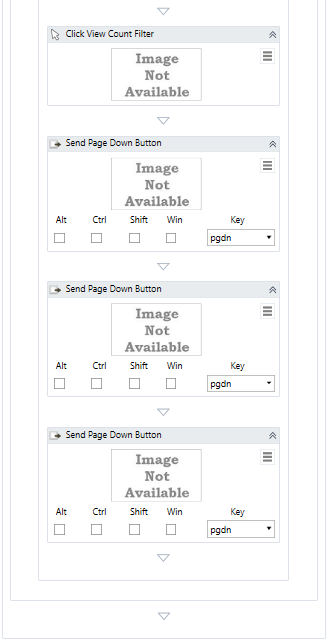 Click View Count Filter
Image
Not
Available
Send Page Down Button
Image
Not
Available
Alt Ctrl Shift Win Key
pgdn
Send Page Down Button
Image
Not
Available
Alt Ctrl Shift Win Key
pgdn
Send Page Down Button
Image
Not
Available
Alt Ctrl Shift Win Key
pgdn